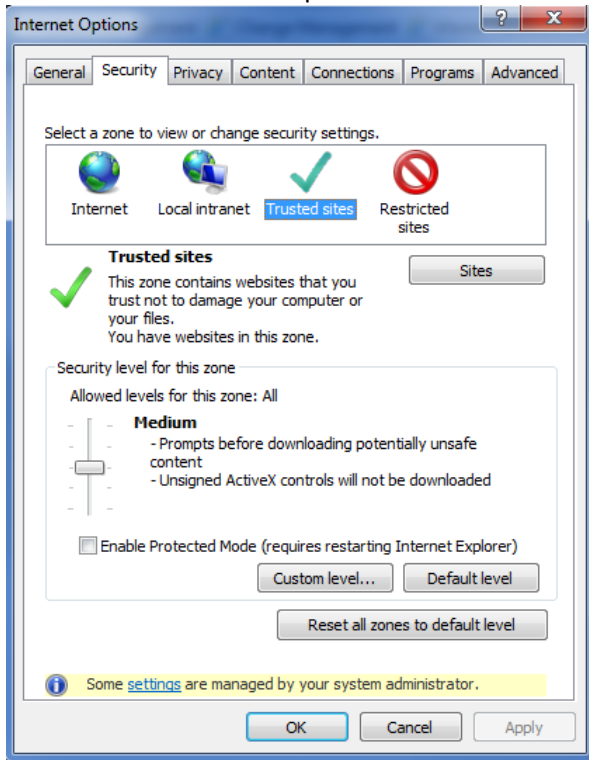 Internet Options
?
X
General Security Privacy Content Connections Programs Advanced
Select a zone to view or change security settings.
Internet Local intranet Trusted sites Restricted
sites
Trusted sites
Sites
This zone contains websites that you
trust not to damage your computer or
your files.
You have websites in this zone.
Security level for this zone
Allowed levels for this zone: All
Medium
- Prompts before downloading potentially unsafe
content
- Unsigned ActiveX controls will not be downloaded
Enable Protected Mode (requires restarting Internet Explorer)
Custom level... Default level
Reset all zones to default level
Some settings are managed by your system administrator.
OK Cancel Apply